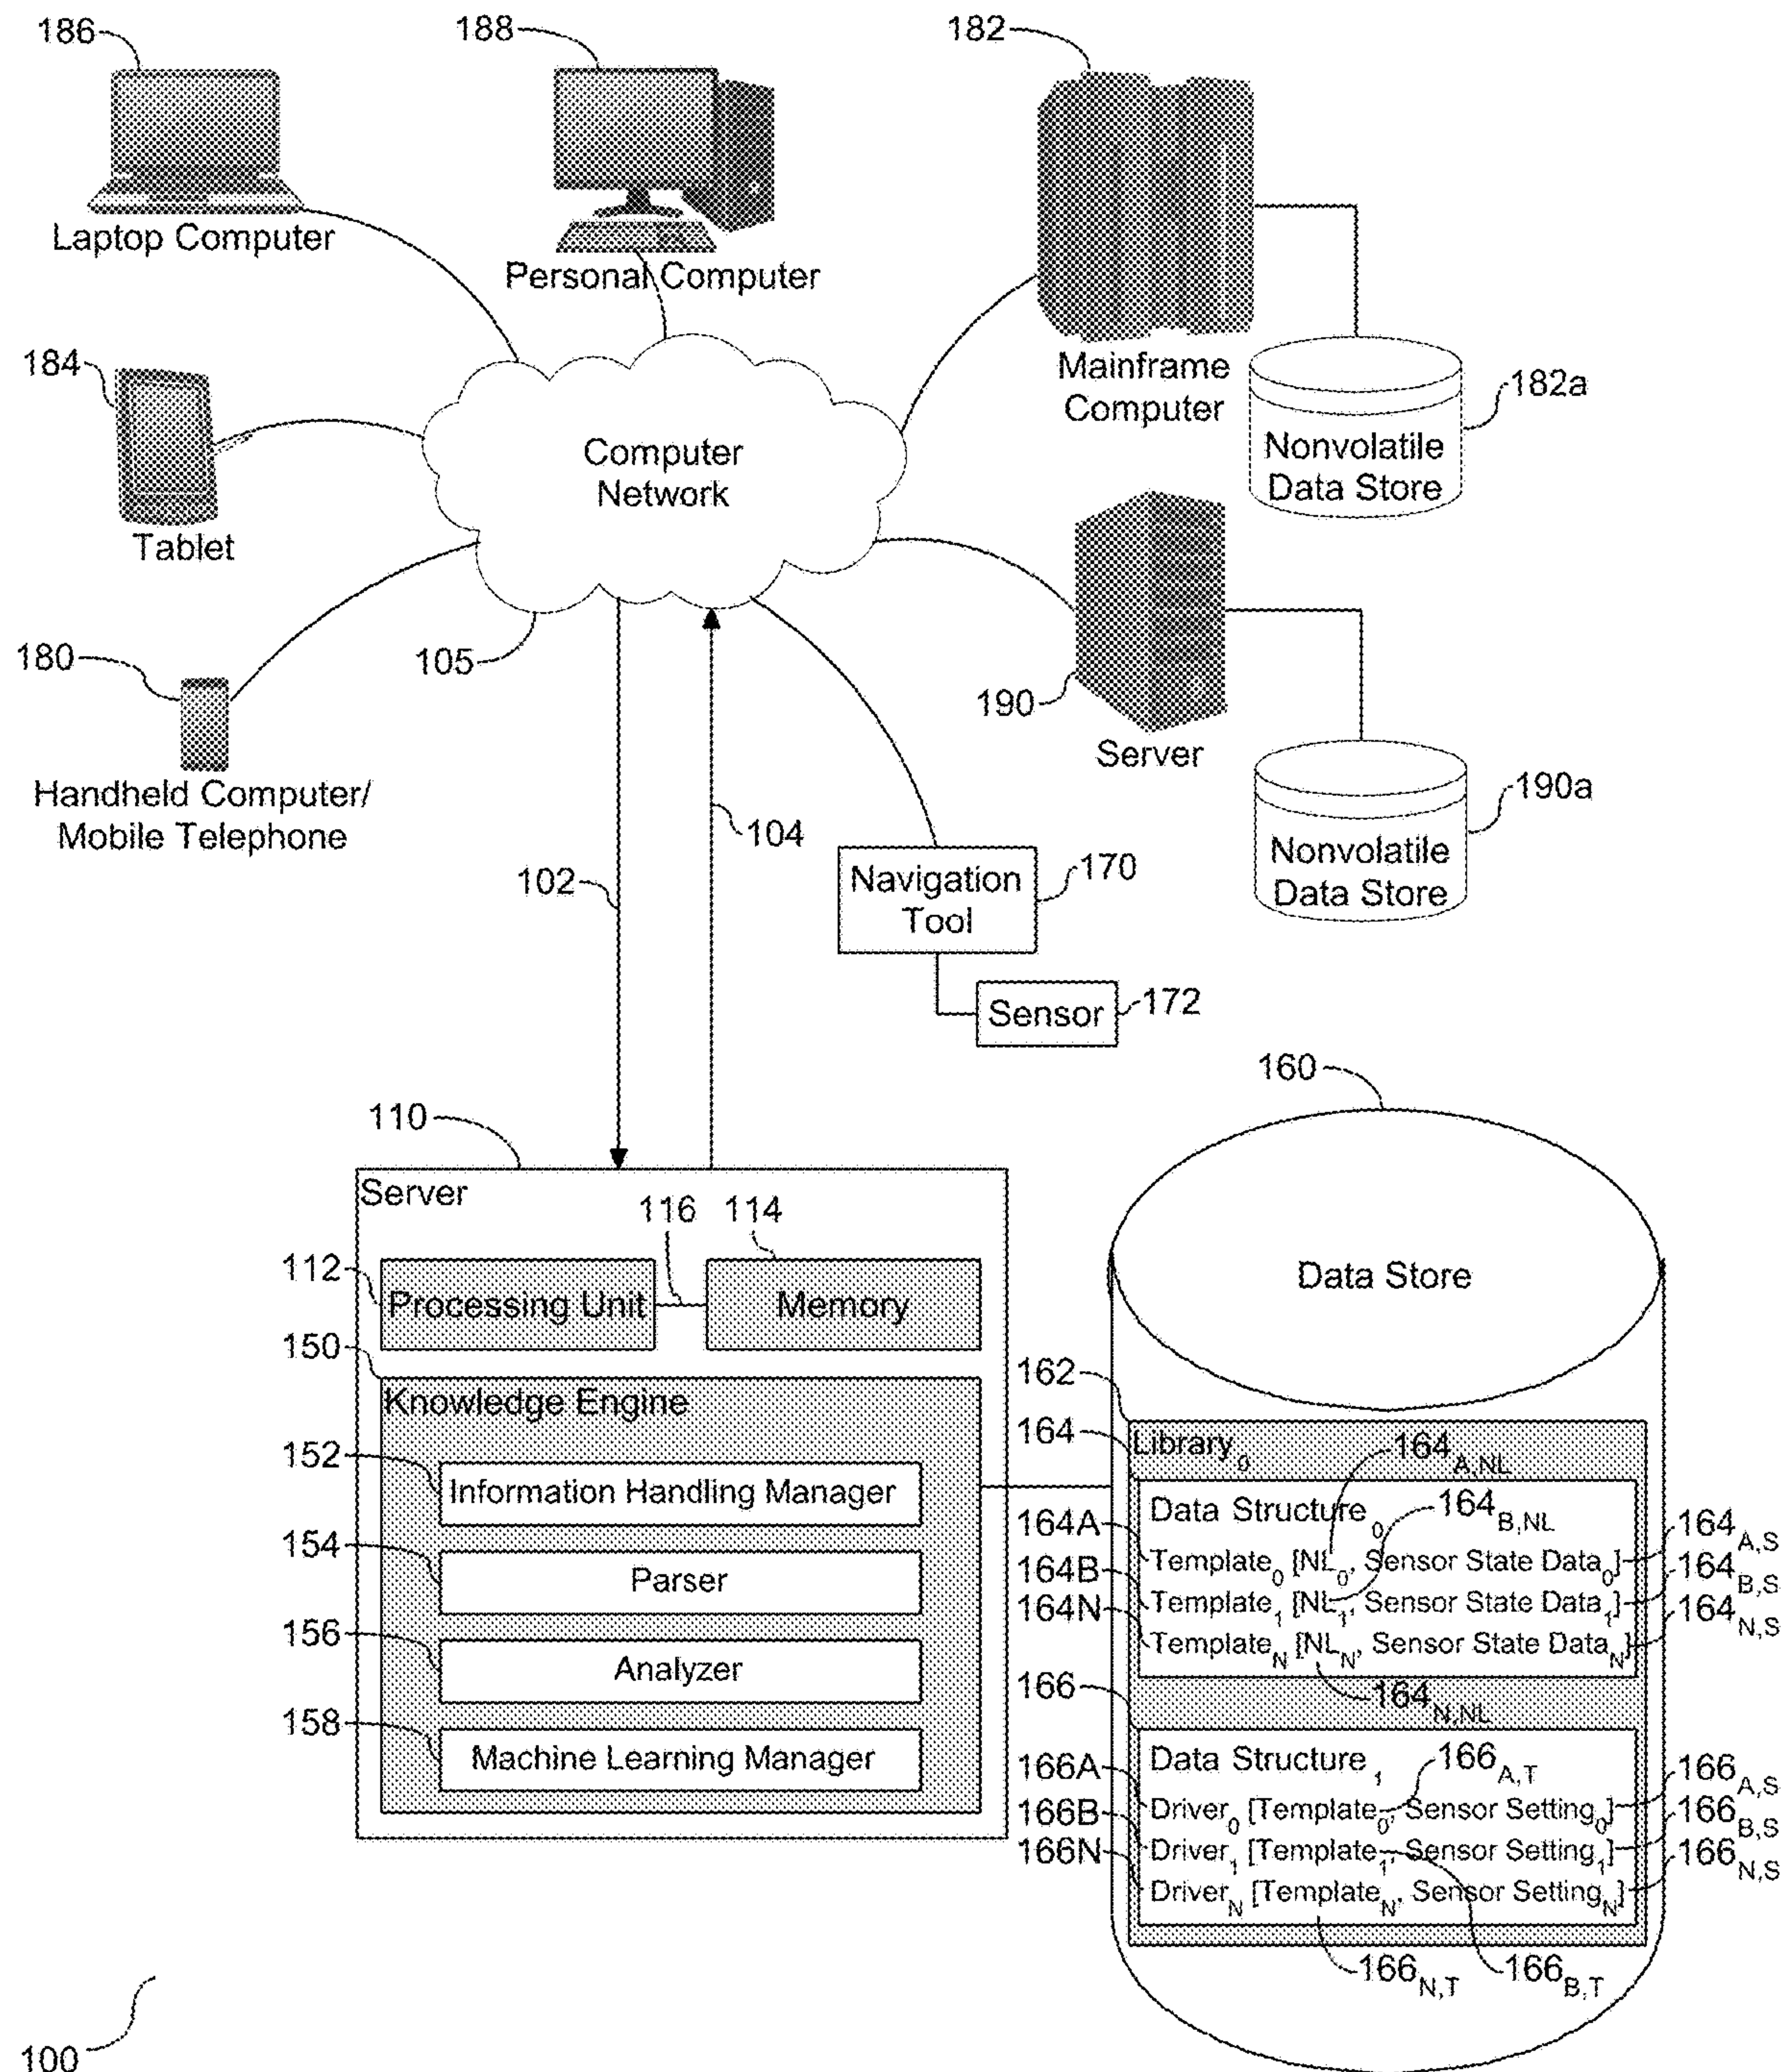 186
188
182
Laptop Computer
Personal Computer
Mainframe
Computer
184
182a
Nonvolatile
Data Store
Computer
Network
Tablet
180
105
190
Server
190a
Nonvolatile
Data Store
Handheld Computer/
Mobile Telephone
102
104
Navigation
Tool
170
Sensor
172
160
110
Server
116
114
112
Processing Unit
Memory
Data Store
150
Knowledge Engine
152
Information Handling Manager
154
Parser
156
Analyzer
158
Machine Learning Manager
162
Library0
164
164A,NL
Data Structure0
164B,NL
164A
Template0 [NL0, Sensor State Data0]
164A,S
164B
Template1 [NL1, Sensor State Data1]
164B,S
164N
TemplateN [NLN, Sensor State DataN]
164N,S
164N,NL
166
Data Structure1
166A,T
166A
Driver0 [Template0, Sensor Setting0]
166A,S
166B
Driver1 [Template1, Sensor Setting1]
166B,S
166N
DriverN [TemplateN, Sensor SettingN]
166N,S
166N,T
166B,T
100